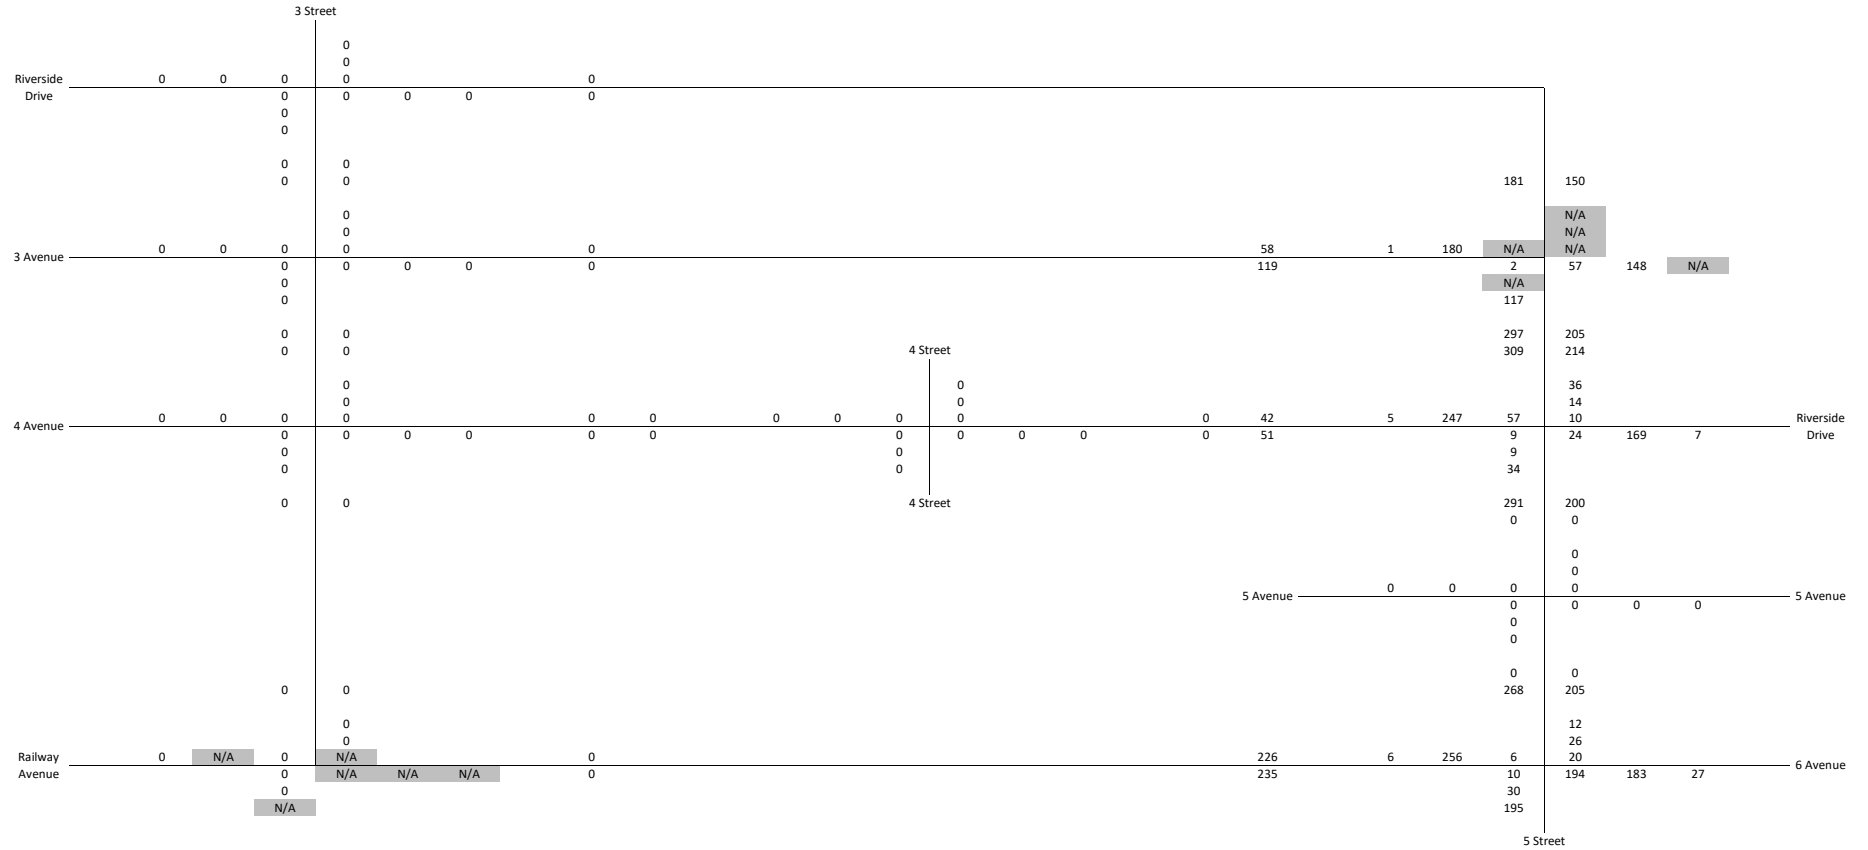 3 Street
0
0
Riverside 0 0 0 0 0
Drive 0 0 0 0 0
0
0
0 0
0 0 181 150
0 N/A
0 N/A
3 Avenue 0 0 0 0 0 58 1 180 N/A N/A
0 0 0 0 0 119 2 57 148 N/A
0 N/A
0 117
0 0 297 205
0 0 4 Street 309 214
0 0 36
0 0 14
4 Avenue 0 0 0 0 0 0 0 0 0 0 0 42 5 247 57 10 Riverside
0 0 0 0 0 0 0 0 0 0 0 51 9 24 169 7 Drive
0 0 9
0 0 34
0 0 4 Street 291 200
0 0
0
0
5 Avenue 0 0 0 0 5 Avenue
0 0 0 0
0
0
0 0
0 0 268 205
0 12
0 26
Railway 0 N/A 0 N/A 0 226 6 256 6 20
Avenue 0 N/A N/A N/A 0 235 10 194 183 27 6 Avenue
0 30
N/A 195
5 Street